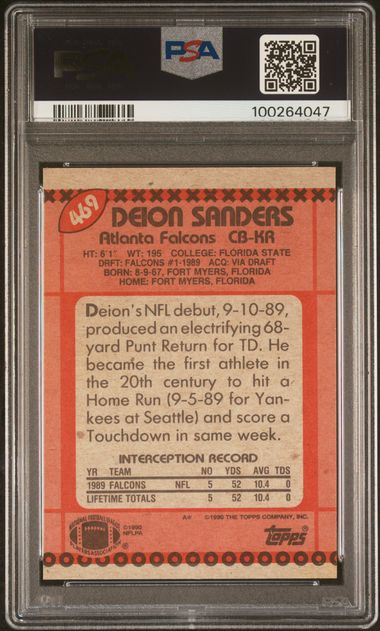 PSA
100264047
469
DEION SANDERS
Atlanta Falcons CB-KR
HT: 6'1" WT: 195 COLLEGE: FLORIDA STATE
DRFT: FALCONS #1-1989 ACQ: VIA DRAFT
BORN: 8-9-67, FORT MYERS, FLORIDA
HOME: FORT MYERS, FLORIDA
Deion's NFL debut, 9-10-89,
produced an electrifying 68-
yard Punt Return for TD. He
became the first athlete in
the 20th century to hit a
Home Run (9-5-89 for Yan-
kees at Seattle) and score a
Touchdown in same week.
INTERCEPTION RECORD
YR TEAM NO YDS AVG TDS
1989 FALCONS NFL 5 52 10.4 0
LIFETIME TOTALS 5 52 10.4 0
A* ©1990 THE TOPPS COMPANY, INC.
©1990
NFLPA
topps